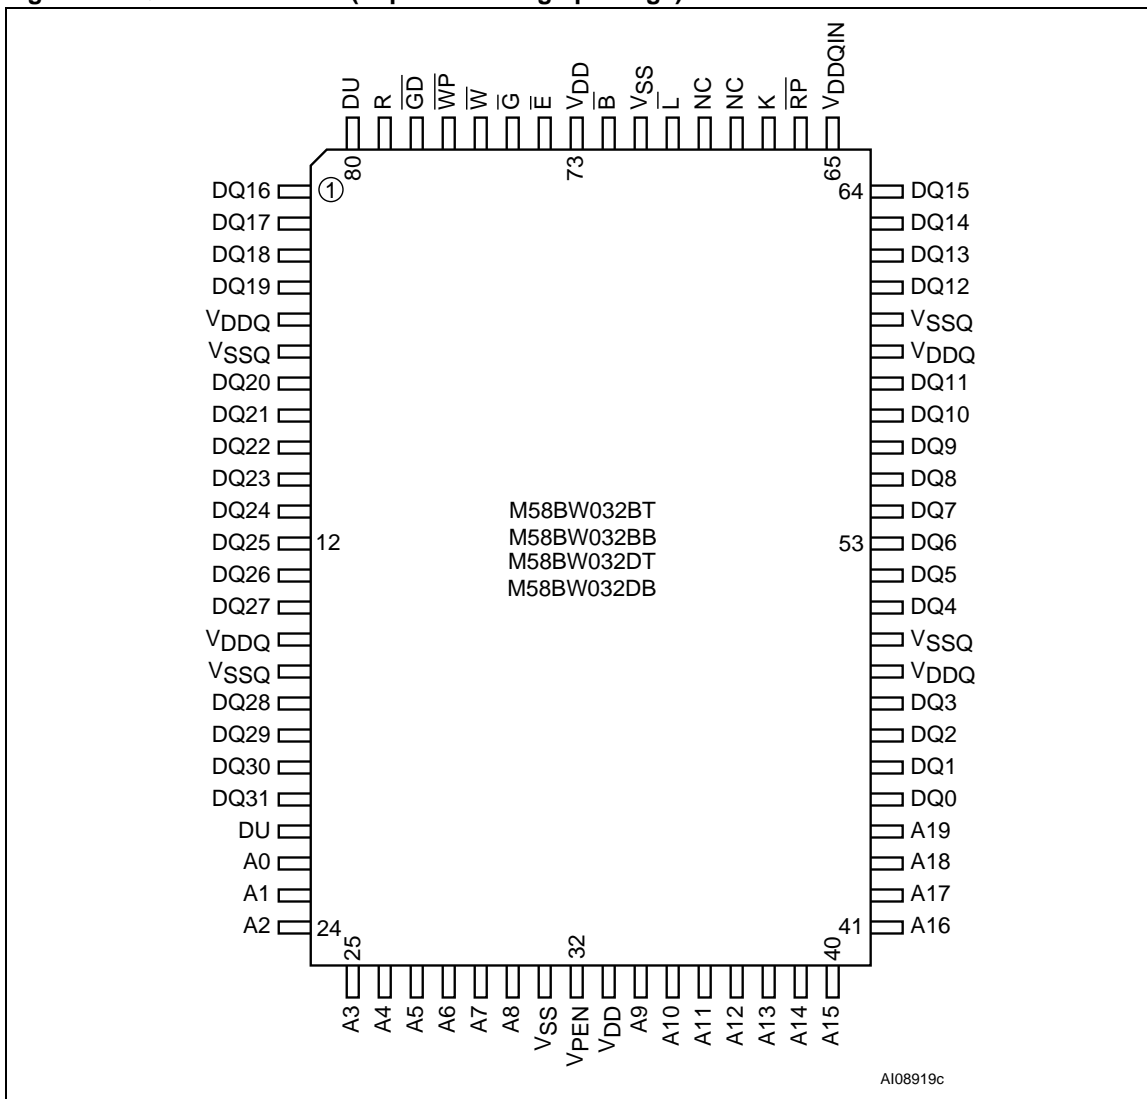 DU R GD WP W G E VDD B VSS L NC NC K RP VDDQIN
80 73 65
DQ16 1 64 DQ15
DQ17 DQ14
DQ18 DQ13
DQ19 DQ12
VDDQ VSSQ
VSSQ VDDQ
DQ20 DQ11
DQ21 DQ10
DQ22 DQ9
DQ23 DQ8
DQ24 DQ7
DQ25 12 53 DQ6
DQ26 DQ5
DQ27 DQ4
VDDQ VSSQ
VSSQ VDDQ
DQ28 DQ3
DQ29 DQ2
DQ30 DQ1
DQ31 DQ0
DU A19
A0 A18
A1 A17
A2 24 41 A16
M58BW032BT
M58BW032BB
M58BW032DT
M58BW032DB
25 32 40
A3 A4 A5 A6 A7 A8 VSS VPEN VDD A9 A10 A11 A12 A13 A14 A15
AI08919c